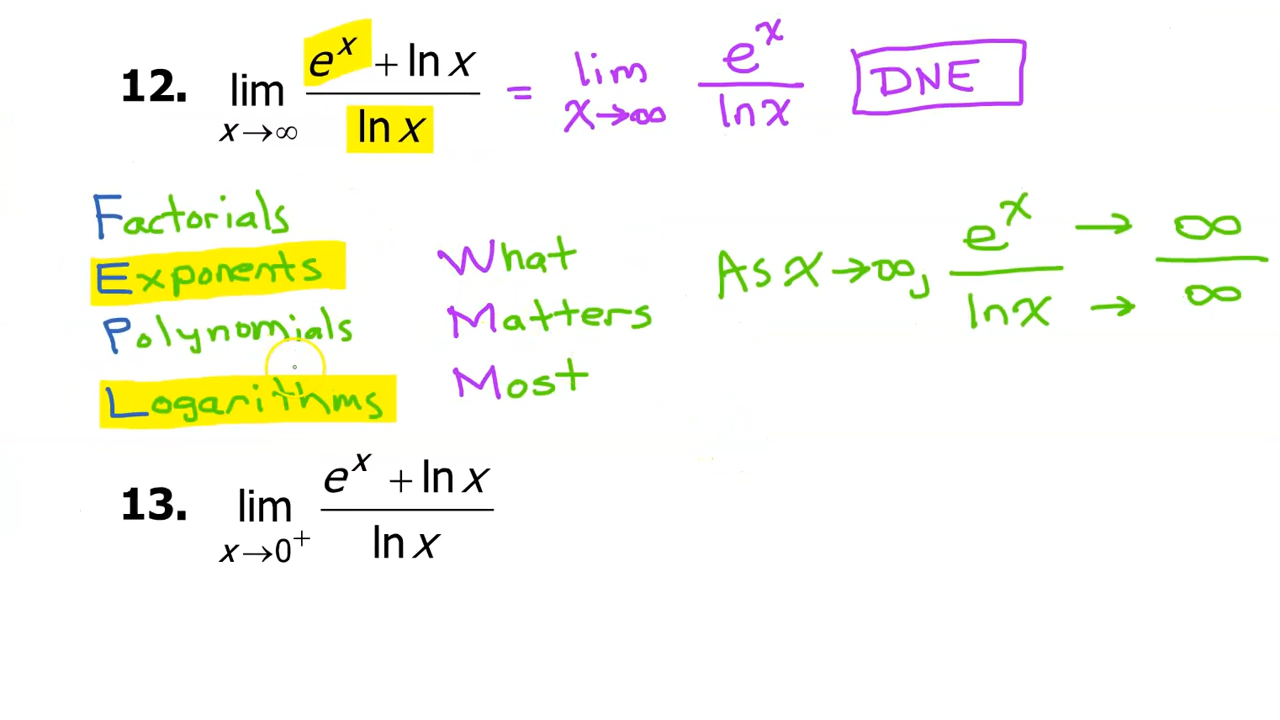 12. lim x→∞ (e^x + ln x)/(ln x) = lim x→∞ e^x/ln x DNE
Factorials
Exponents
Polynomials
Logarithms
What
Matters
Most
As x→∞, e^x/ln x → ∞ → ∞
13. lim x→0⁺ (e^x + ln x)/(ln x)